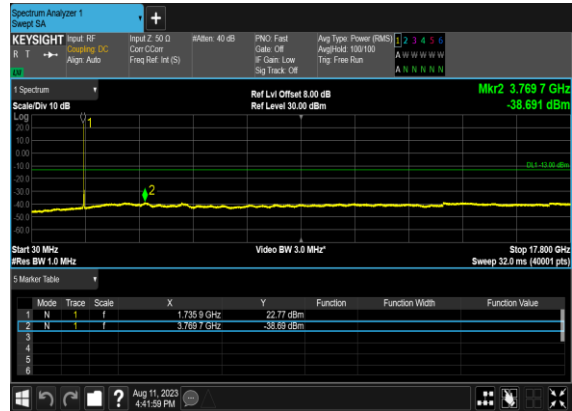 Spectrum Analyzer 1
Swept SA
+
KEYSIGHT
R T
LW
Input: RF
Coupling: DC
Align: Auto
Input Z: 50 Ω
Corr CCorr
Freq Ref: Int (S)
#Atten: 40 dB
PNO: Fast
Gate: Off
IF Gain: Low
Sig Track: Off
Avg Type: Power (RMS)
Avg|Hold: 100/100
Trig: Free Run
1 2 3 4 5 6
A W W W W W
A N N N N N
1 Spectrum
Scale/Div 10 dB
Ref Lvl Offset 8.00 dB
Ref Level 30.00 dBm
Mkr2 3.769 7 GHz
-38.691 dBm
Log
20.0
10.0
0.00
-10.0
-20.0
-30.0
-40.0
-50.0
-60.0
1
2
DL1 -13.00 dBm
Start 30 MHz
#Res BW 1.0 MHz
Video BW 3.0 MHz*
Stop 17.800 GHz
Sweep 32.0 ms (40001 pts)
5 Marker Table
Mode Trace Scale X Y Function Function Width Function Value
1 N 1 f 1.735 9 GHz 22.77 dBm
2 N 1 f 3.769 7 GHz -38.69 dBm
3
4
5
6
?
Aug 11, 2023
4:41:59 PM